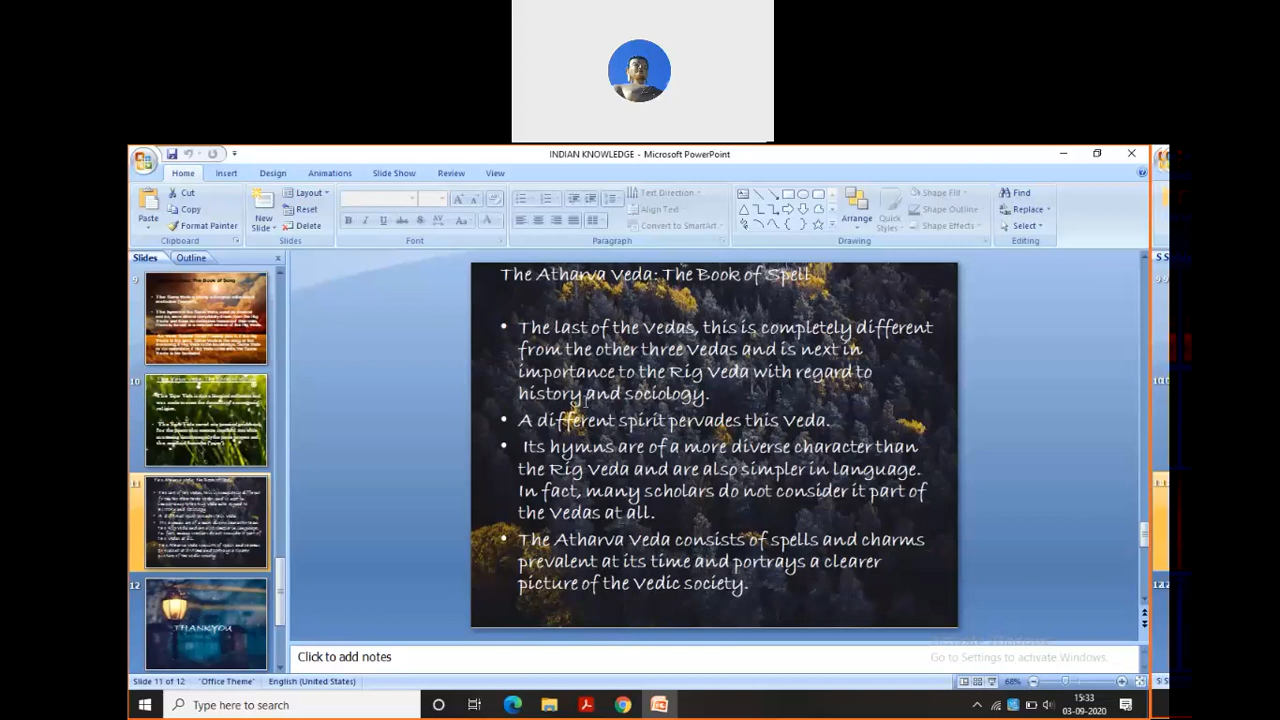 INDIAN KNOWLEDGE - Microsoft PowerPoint
Home Insert Design Animations Slide Show Review View
Cut
Copy
Format Painter
Paste
Clipboard
New Slide
Layout
Reset
Delete
Slides
Font
Text Direction
Align Text
Convert to SmartArt
Paragraph
Arrange
Quick Styles
Shape Fill
Shape Outline
Shape Effects
Drawing
Find
Replace
Select
Editing
Slides Outline
9
10
11
12
THANKYOU
The Atharva Veda: The Book of Spell
• The last of the Vedas, this is completely different
from the other three Vedas and is next in
importance to the Rig Veda with regard to
history and sociology.
• A different spirit pervades this Veda.
• Its hymns are of a more diverse character than
the Rig Veda and are also simpler in language.
In fact, many scholars do not consider it part of
the Vedas at all.
• The Atharva Veda consists of spells and charms
prevalent at its time and portrays a clearer
picture of the Vedic society.
Activate Windows
Go to Settings to activate Windows.
Click to add notes
Slide 11 of 12 "Office Theme" English (United States) 68%
Type here to search
15:33
03-09-2020